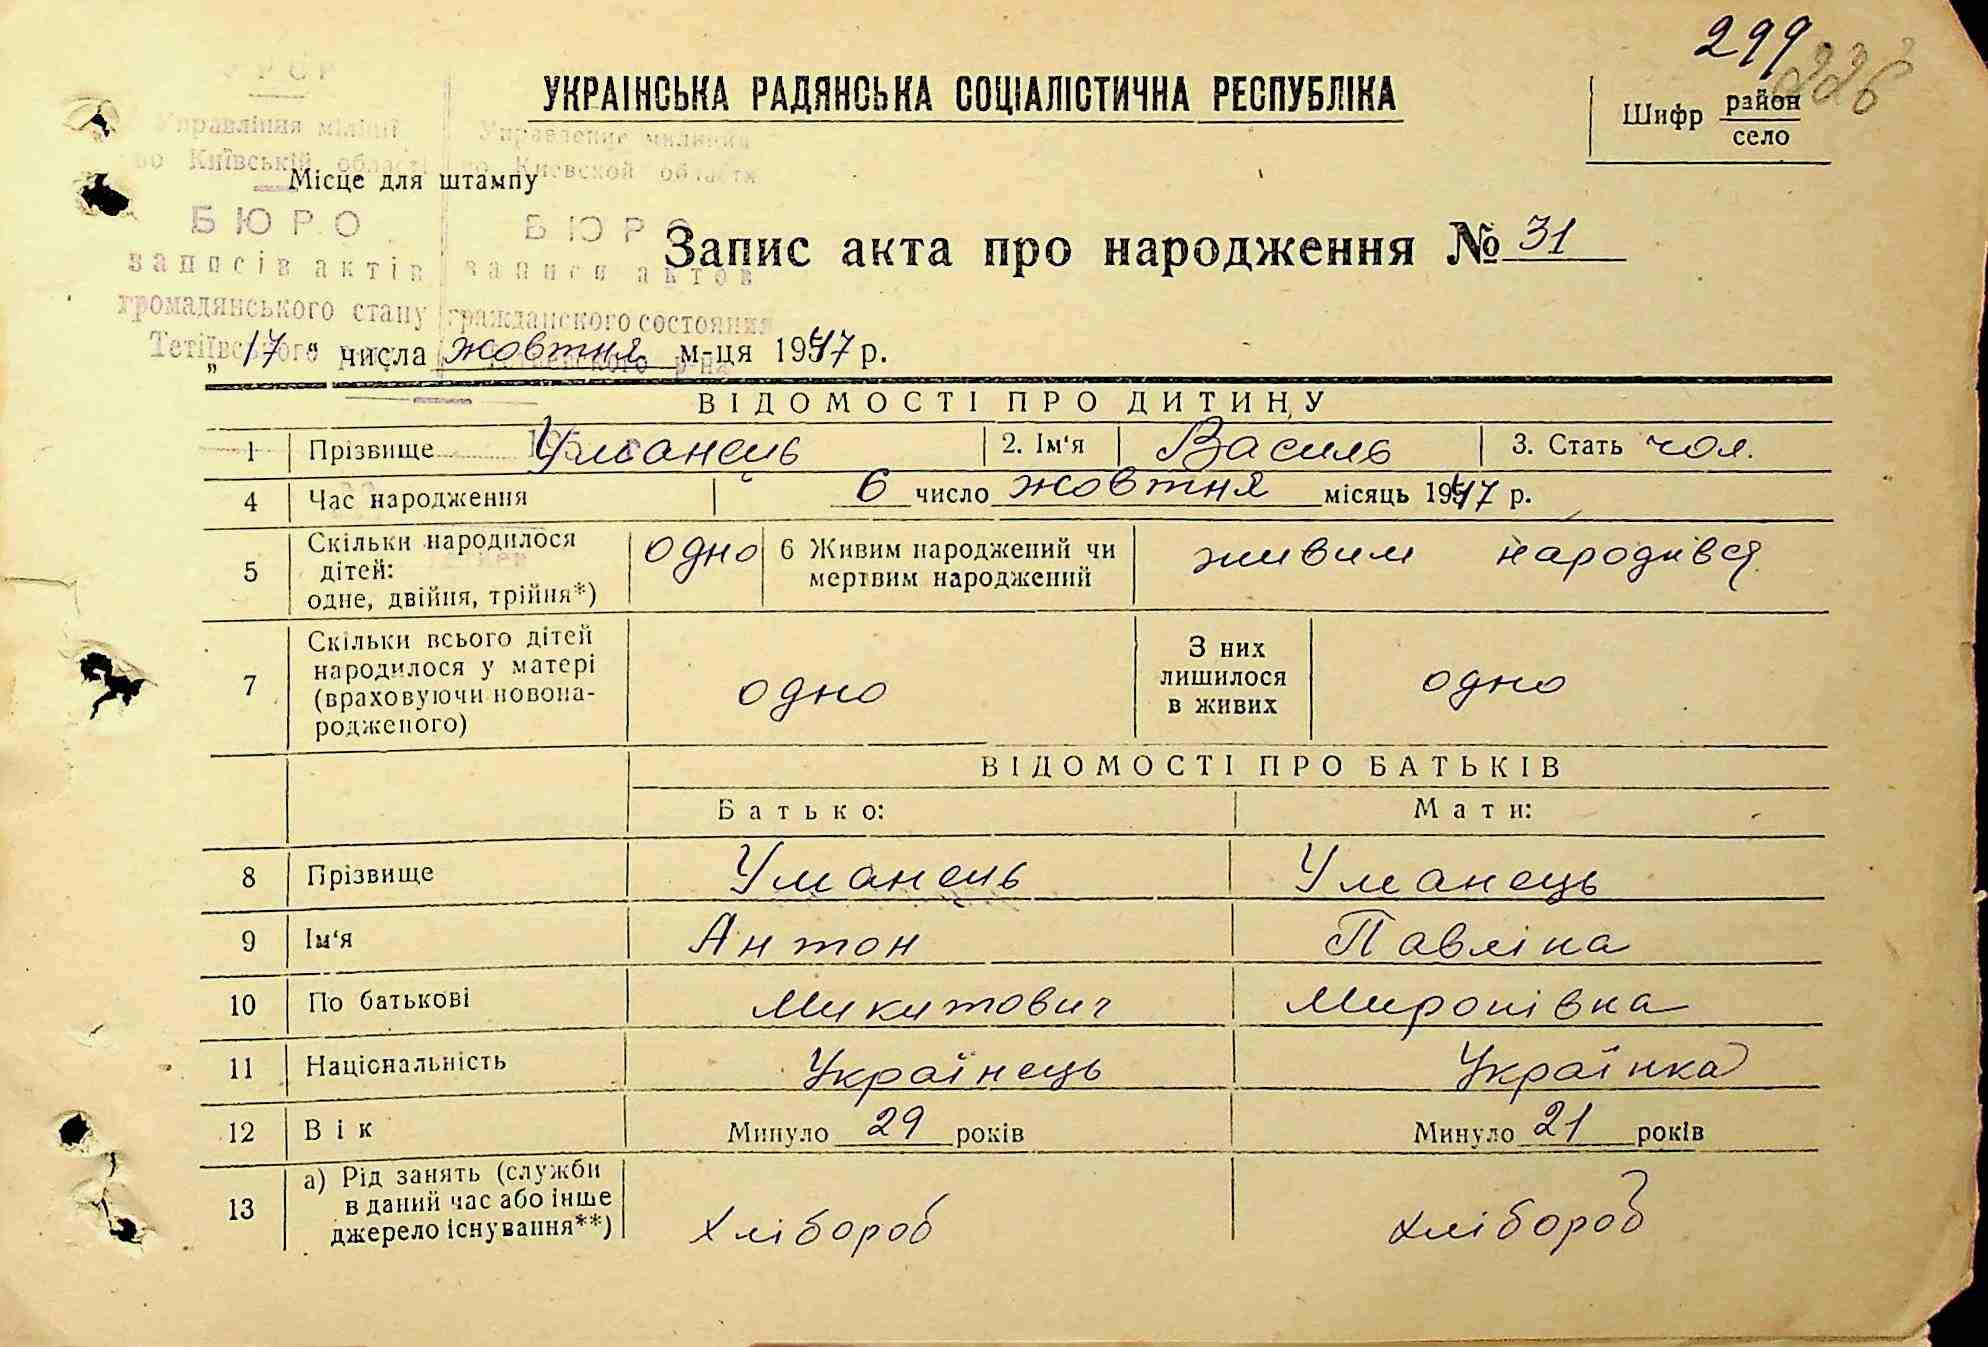 299
226
УКРАЇНСЬКА РАДЯНСЬКА СОЦІАЛІСТИЧНА РЕСПУБЛІКА
Шифр район
село
Управління міліції Управление милиции
по Київській області по Киевской области
Місце для штампу
БЮРО БЮРО
записів актів записи актов
громадянського стану гражданского состояния
Тетіївського р-на
Запис акта про народження № 31
„17“ числа жовтня м-ця 1947 р.
ВІДОМОСТІ ПРО ДИТИНУ
1 Прізвище Уманець 2. Ім'я Василь 3. Стать чол.
4 Час народження 6 число жовтня місяць 1947 р.
5 Скільки народилося дітей: одне, двійня, трійня*) одно 6 Живим народжений чи мертвим народжений живим народився
7 Скільки всього дітей народилося у матері (враховуючи новона-родженого) одно З них лишилося в живих одно
ВІДОМОСТІ ПРО БАТЬКІВ
Батько: Мати:
8 Прізвище Уманець Уманець
9 Ім'я Антон Павліна
10 По батькові Микитович Миронівна
11 Національність Українець Українка
12 Вік Минуло 29 років Минуло 21 років
13 а) Рід занять (служби в даний час або інше джерело існування**) Хлібороб хлібороб